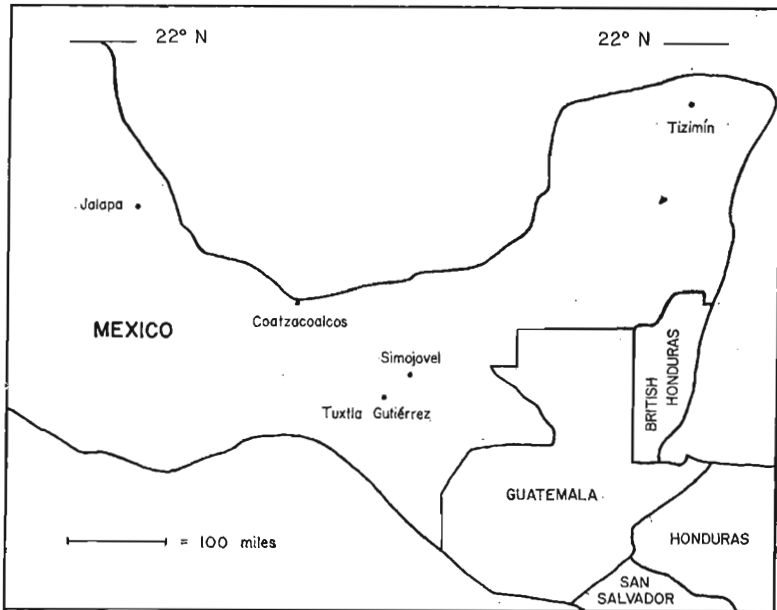 22° N
22° N
Tizimín
Jalapa
Coatzacoalcos
MEXICO
Simojovel
BRITISH
HONDURAS
Tuxtla Gutiérrez
GUATEMALA
= 100 miles
HONDURAS
SAN
SALVADOR